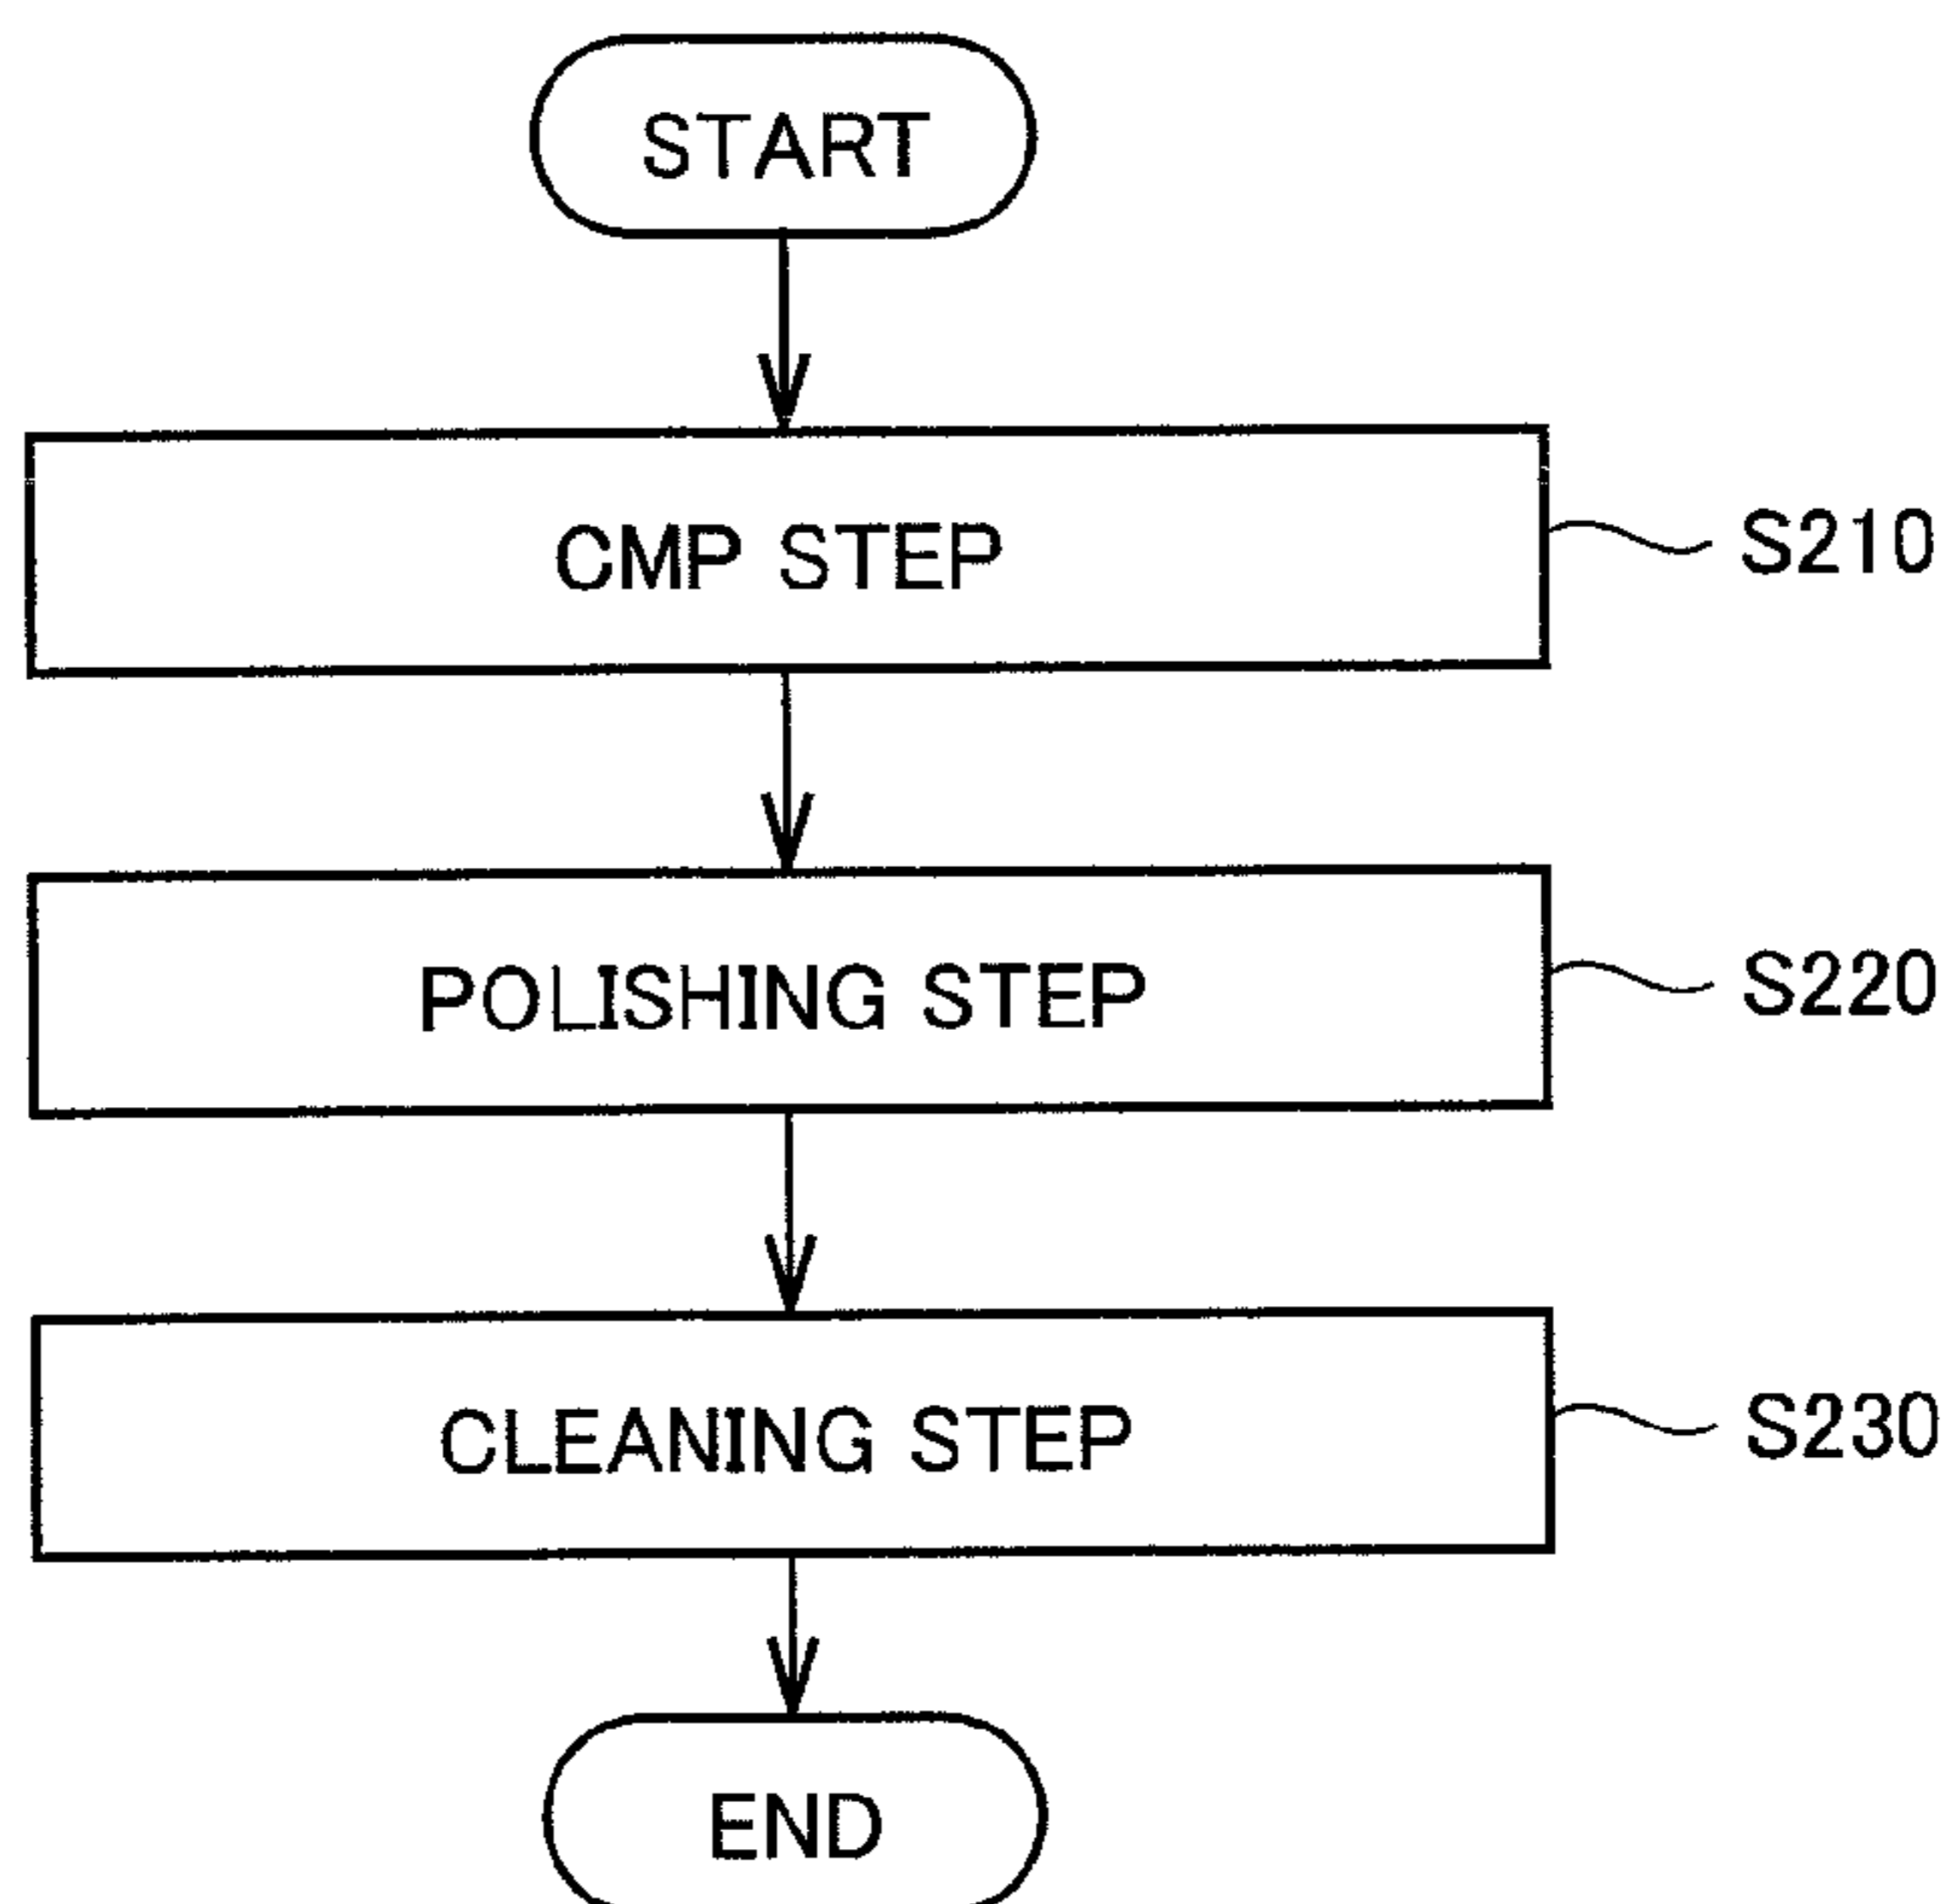 START
CMP STEP
S210
POLISHING STEP
S220
CLEANING STEP
S230
END